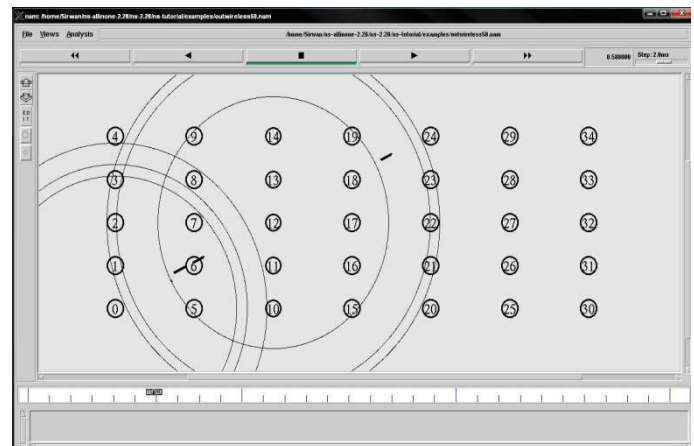 nam: /home/Sirwan/ns-allinone-2.28/ns-2.28/ns-tutorial/examples/outwireless50.nam
File Views Analysis /home/Sirwan/ns-allinone-2.28/ns-2.28/ns-tutorial/examples/outwireless50.nam
0.588000 Step: 2.0ms
4 9 14 19 24 29 34
3 8 13 18 23 28 33
2 7 12 17 22 27 32
1 6 11 16 21 26 31
0 5 10 15 20 25 30